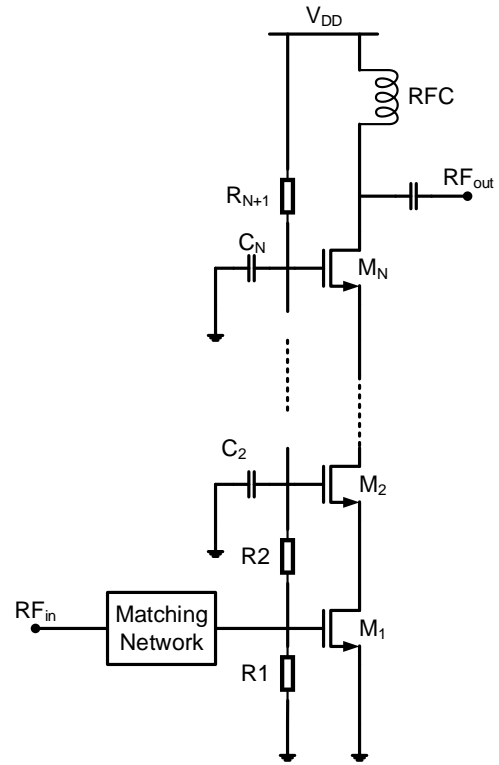 V_DD
RFC
RF_out
R_N+1
C_N
M_N
C_2
M_2
R2
RF_in
Matching
Network
M_1
R1